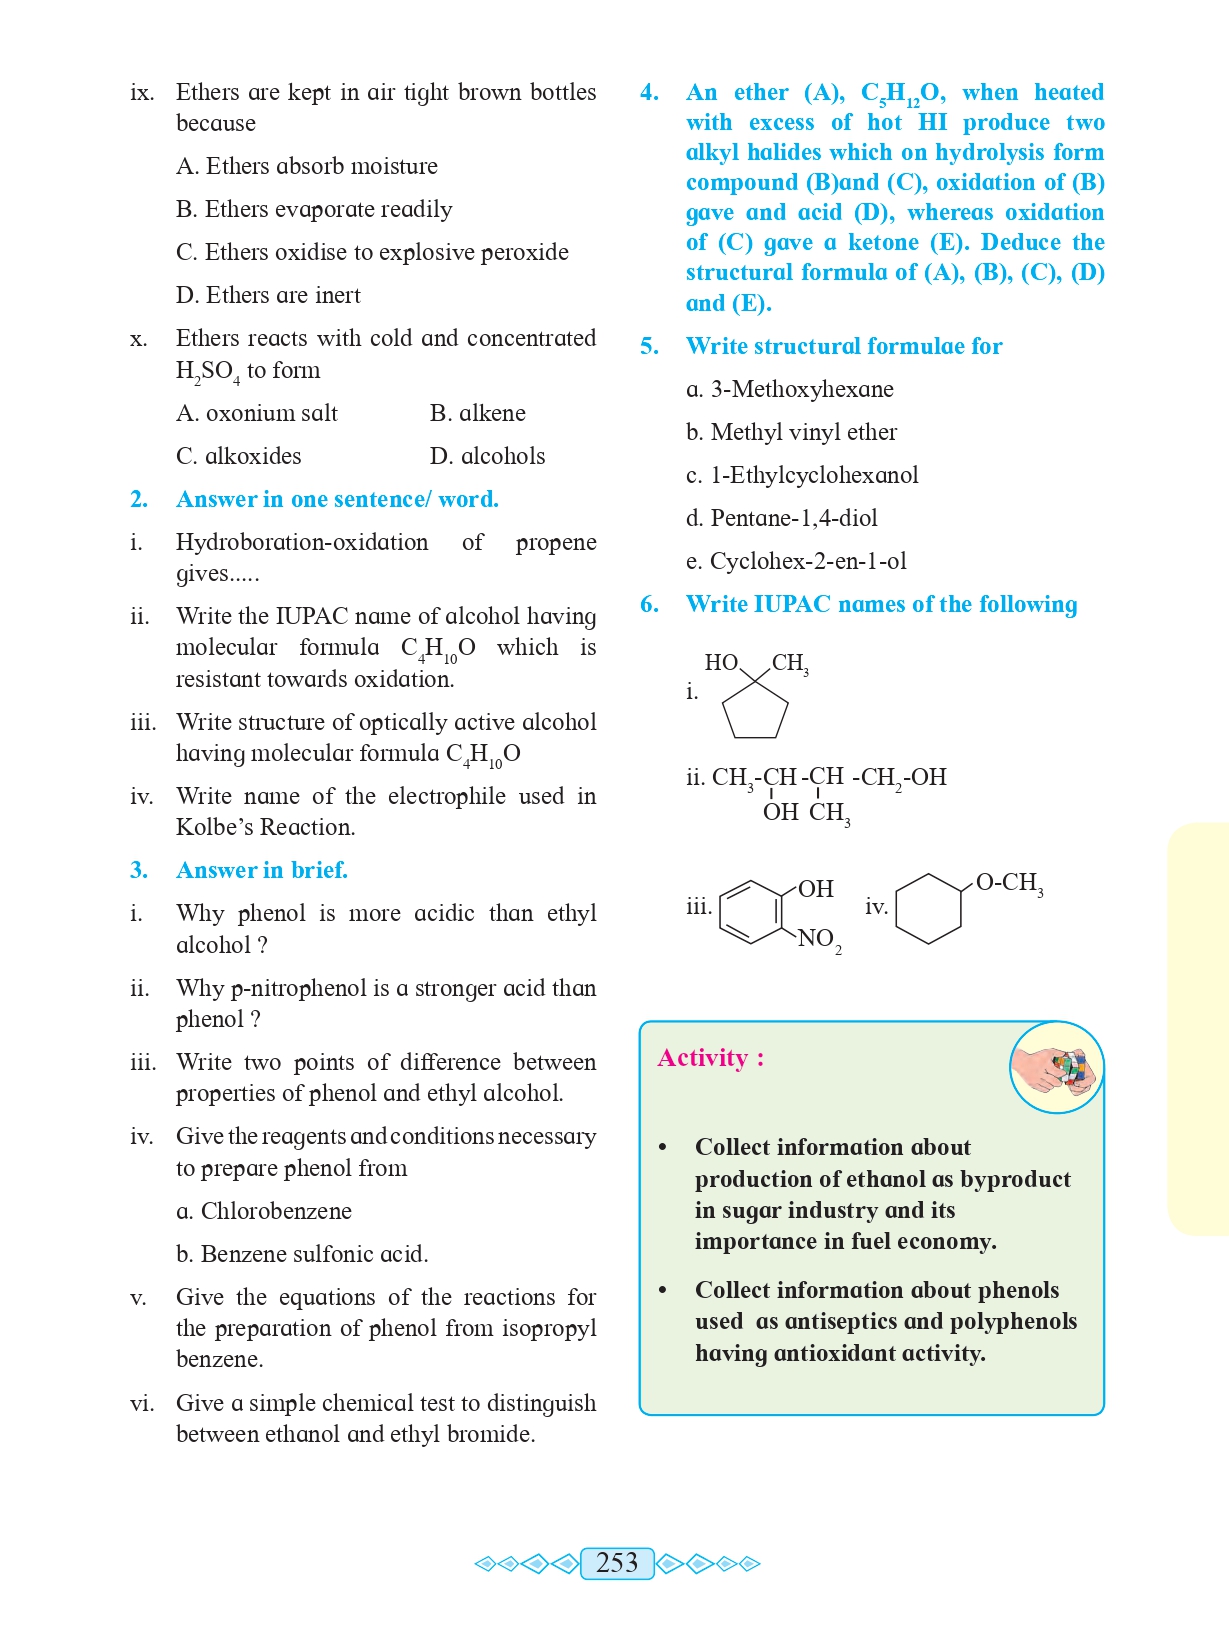 ix. Ethers are kept in air tight brown bottles
because
A. Ethers absorb moisture
B. Ethers evaporate readily
C. Ethers oxidise to explosive peroxide
D. Ethers are inert
x. Ethers reacts with cold and concentrated
H₂SO₄ to form
A. oxonium salt B. alkene
C. alkoxides D. alcohols
2. Answer in one sentence/ word.
i. Hydroboration-oxidation of propene
gives.....
ii. Write the IUPAC name of alcohol having
molecular formula C₄H₁₀O which is
resistant towards oxidation.
iii. Write structure of optically active alcohol
having molecular formula C₄H₁₀O
iv. Write name of the electrophile used in
Kolbe’s Reaction.
3. Answer in brief.
i. Why phenol is more acidic than ethyl
alcohol ?
ii. Why p-nitrophenol is a stronger acid than
phenol ?
iii. Write two points of difference between
properties of phenol and ethyl alcohol.
iv. Give the reagents and conditions necessary
to prepare phenol from
a. Chlorobenzene
b. Benzene sulfonic acid.
v. Give the equations of the reactions for
the preparation of phenol from isopropyl
benzene.
vi. Give a simple chemical test to distinguish
between ethanol and ethyl bromide.
4. An ether (A), C₅H₁₂O, when heated
with excess of hot HI produce two
alkyl halides which on hydrolysis form
compound (B)and (C), oxidation of (B)
gave and acid (D), whereas oxidation
of (C) gave a ketone (E). Deduce the
structural formula of (A), (B), (C), (D)
and (E).
5. Write structural formulae for
a. 3-Methoxyhexane
b. Methyl vinyl ether
c. 1-Ethylcyclohexanol
d. Pentane-1,4-diol
e. Cyclohex-2-en-1-ol
6. Write IUPAC names of the following
HO CH₃
i.
ii. CH₃-CH-CH -CH₂-OH
OH CH₃
iii. OH NO₂ iv. O-CH₃
Activity :
• Collect information about
production of ethanol as byproduct
in sugar industry and its
importance in fuel economy.
• Collect information about phenols
used as antiseptics and polyphenols
having antioxidant activity.
253